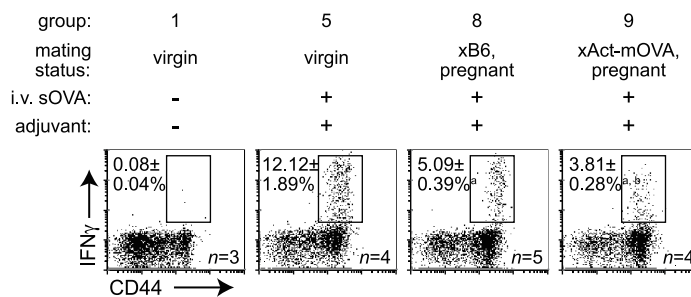 group: 1 5 8 9
mating status: virgin virgin xB6, pregnant xAct-mOVA, pregnant
i.v. sOVA: - + + +
adjuvant: - + + +
0.08± 0.04% 12.12± 1.89% 5.09± 0.39%a 3.81± 0.28%a, b
n=3 n=4 n=5 n=4
IFNγ
CD44